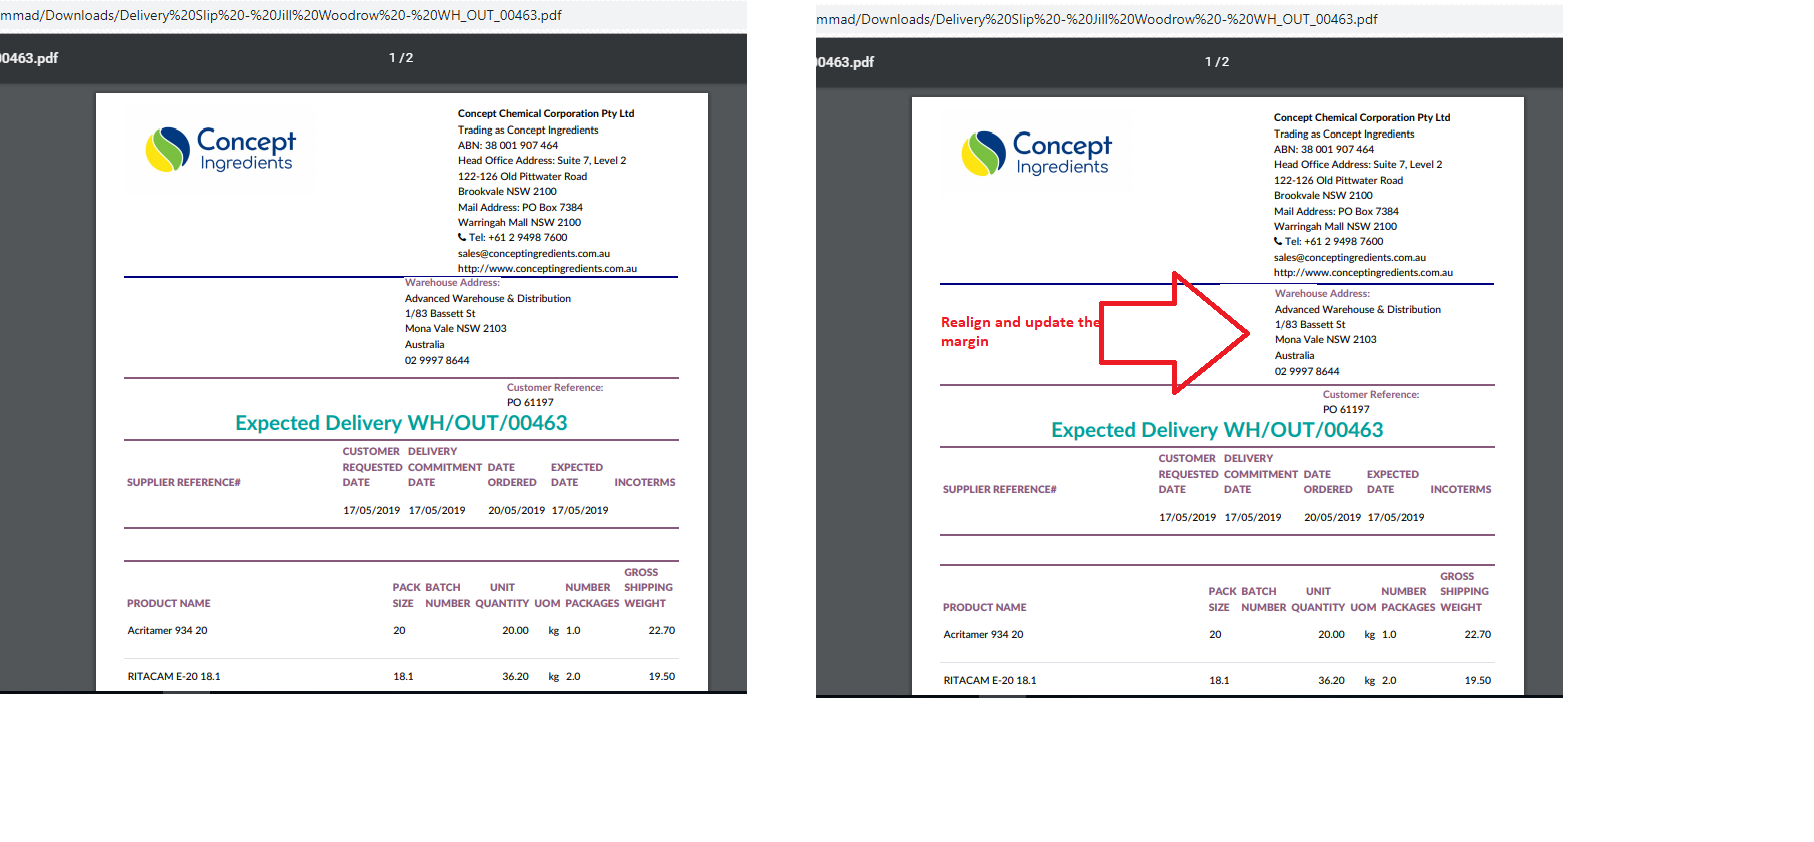 mmad/Downloads/Delivery%20Slip%20-%20Jill%20Woodrow%20-%20WH_OUT_00463.pdf
00463.pdf
1 / 2
Concept
Ingredients
Concept Chemical Corporation Pty Ltd
Trading as Concept Ingredients
ABN: 38 001 907 464
Head Office Address: Suite 7, Level 2
122-126 Old Pittwater Road
Brookvale NSW 2100
Mail Address: PO Box 7384
Warringah Mall NSW 2100
Tel: +61 2 9498 7600
sales@conceptingredients.com.au
http://www.conceptingredients.com.au
Warehouse Address:
Advanced Warehouse & Distribution
1/83 Bassett St
Mona Vale NSW 2103
Australia
02 9997 8644
Customer Reference:
PO 61197
Expected Delivery WH/OUT/00463
CUSTOMER DELIVERY
REQUESTED COMMITMENT DATE EXPECTED
SUPPLIER REFERENCE# DATE DATE ORDERED DATE INCOTERMS
17/05/2019 17/05/2019 20/05/2019 17/05/2019
GROSS
PACK BATCH UNIT NUMBER SHIPPING
PRODUCT NAME SIZE NUMBER QUANTITY UOM PACKAGES WEIGHT
Acritamer 934 20 20 20.00 kg 1.0 22.70
RITACAM E-20 18.1 18.1 36.20 kg 2.0 19.50
mmad/Downloads/Delivery%20Slip%20-%20Jill%20Woodrow%20-%20WH_OUT_00463.pdf
00463.pdf
1 / 2
Concept
Ingredients
Concept Chemical Corporation Pty Ltd
Trading as Concept Ingredients
ABN: 38 001 907 464
Head Office Address: Suite 7, Level 2
122-126 Old Pittwater Road
Brookvale NSW 2100
Mail Address: PO Box 7384
Warringah Mall NSW 2100
Tel: +61 2 9498 7600
sales@conceptingredients.com.au
http://www.conceptingredients.com.au
Realign and update the
margin
Warehouse Address:
Advanced Warehouse & Distribution
1/83 Bassett St
Mona Vale NSW 2103
Australia
02 9997 8644
Customer Reference:
PO 61197
Expected Delivery WH/OUT/00463
CUSTOMER DELIVERY
REQUESTED COMMITMENT DATE EXPECTED
SUPPLIER REFERENCE# DATE DATE ORDERED DATE INCOTERMS
17/05/2019 17/05/2019 20/05/2019 17/05/2019
GROSS
PACK BATCH UNIT NUMBER SHIPPING
PRODUCT NAME SIZE NUMBER QUANTITY UOM PACKAGES WEIGHT
Acritamer 934 20 20 20.00 kg 1.0 22.70
RITACAM E-20 18.1 18.1 36.20 kg 2.0 19.50